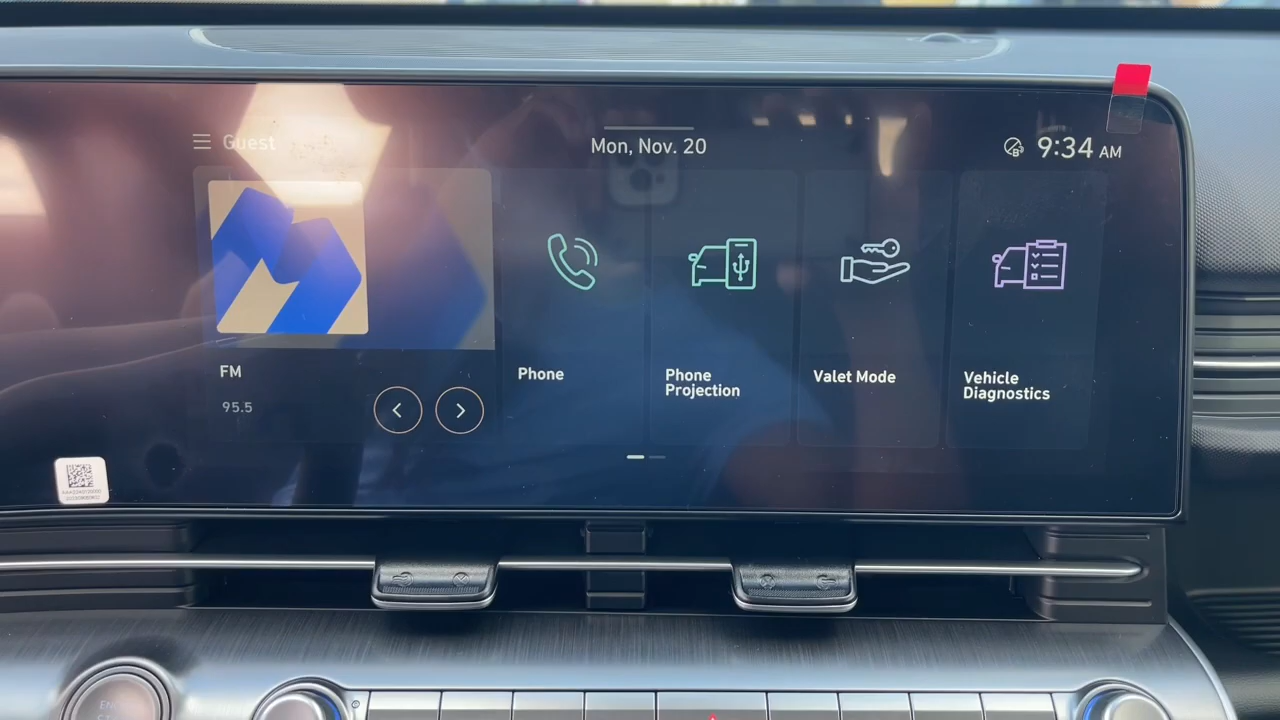 Guest
Mon, Nov. 20
9:34 AM
FM
95.5
Phone
Phone
Projection
Valet Mode
Vehicle
Diagnostics